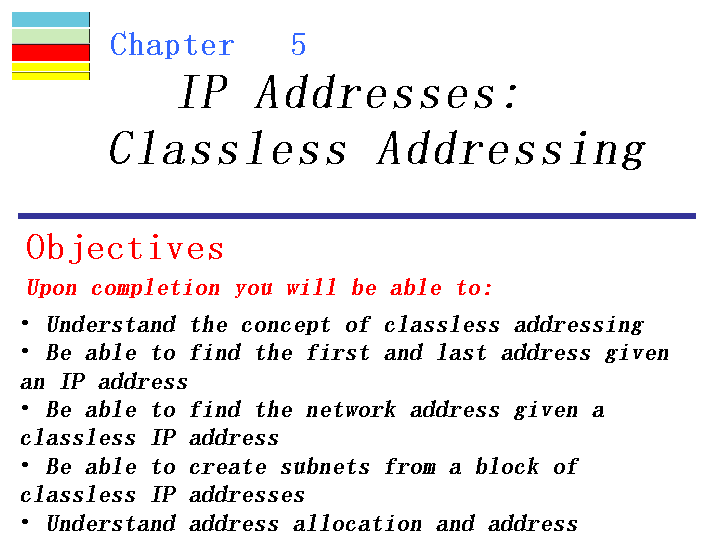 Chapter 5
IP Addresses:
Classless Addressing
Objectives
Upon completion you will be able to:
• Understand the concept of classless addressing
• Be able to find the first and last address given
an IP address
• Be able to find the network address given a
classless IP address
• Be able to create subnets from a block of
classless IP addresses
• Understand address allocation and address